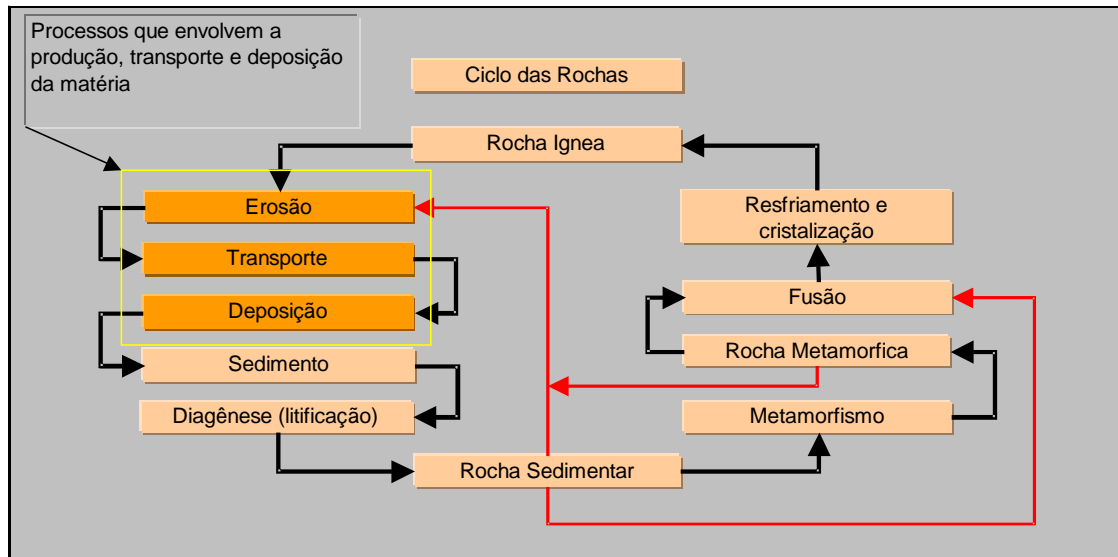 Processos que envolvem a
produção, transporte e deposição
da matéria
Ciclo das Rochas
Rocha Ignea
Erosão
Transporte
Deposição
Sedimento
Diagênese (litificação)
Rocha Sedimentar
Metamorfismo
Rocha Metamorfica
Fusão
Resfriamento e
cristalização